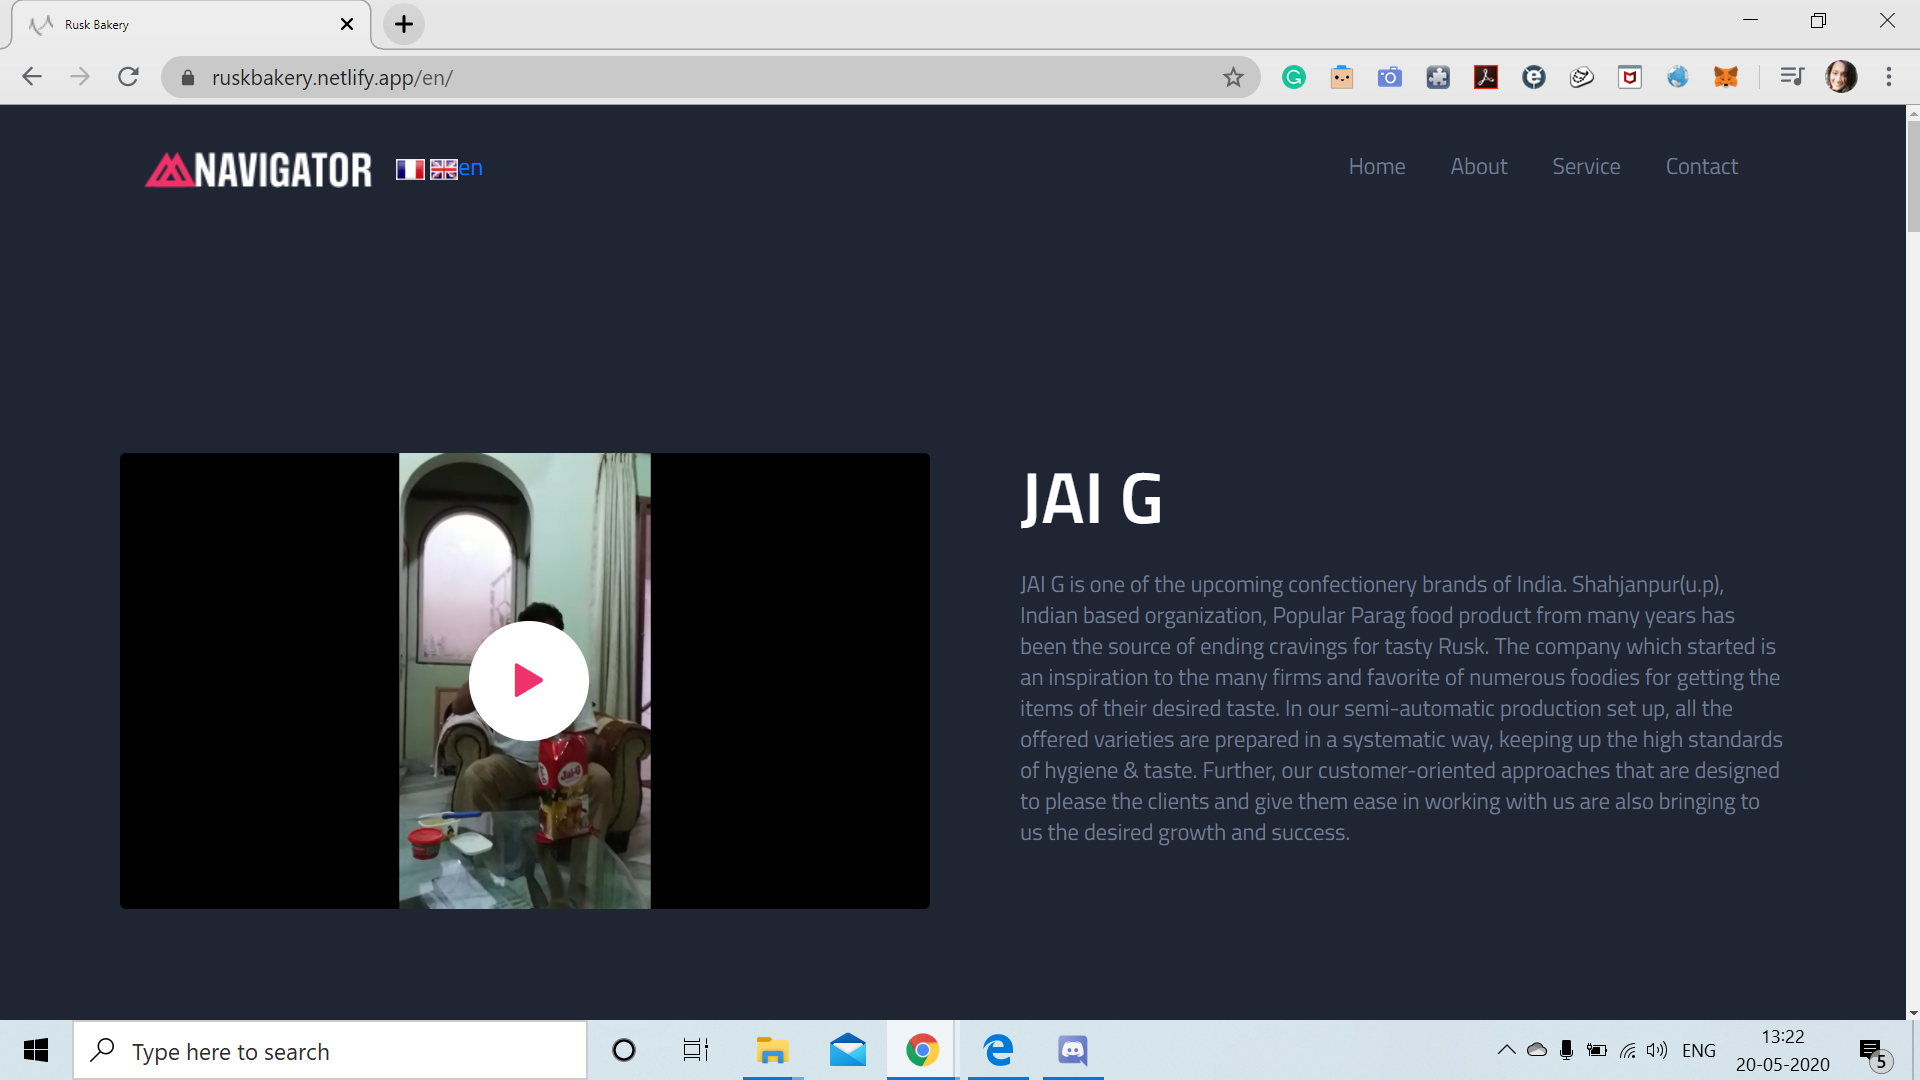 Rusk Bakery
ruskbakery.netlify.app/en/
NAVIGATOR
en
Home
About
Service
Contact
JAI G
JAI G is one of the upcoming confectionery brands of India. Shahjanpur(u.p),
Indian based organization, Popular Parag food product from many years has
been the source of ending cravings for tasty Rusk. The company which started is
an inspiration to the many firms and favorite of numerous foodies for getting the
items of their desired taste. In our semi-automatic production set up, all the
offered varieties are prepared in a systematic way, keeping up the high standards
of hygiene & taste. Further, our customer-oriented approaches that are designed
to please the clients and give them ease in working with us are also bringing to
us the desired growth and success.
Jai-G
Type here to search
ENG
13:22
20-05-2020
5